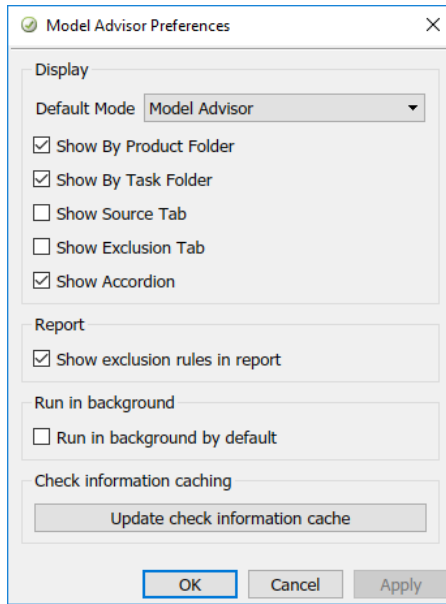 Model Advisor Preferences
Display
Default Mode Model Advisor
Show By Product Folder
Show By Task Folder
Show Source Tab
Show Exclusion Tab
Show Accordion
Report
Show exclusion rules in report
Run in background
Run in background by default
Check information caching
Update check information cache
OK Cancel Apply